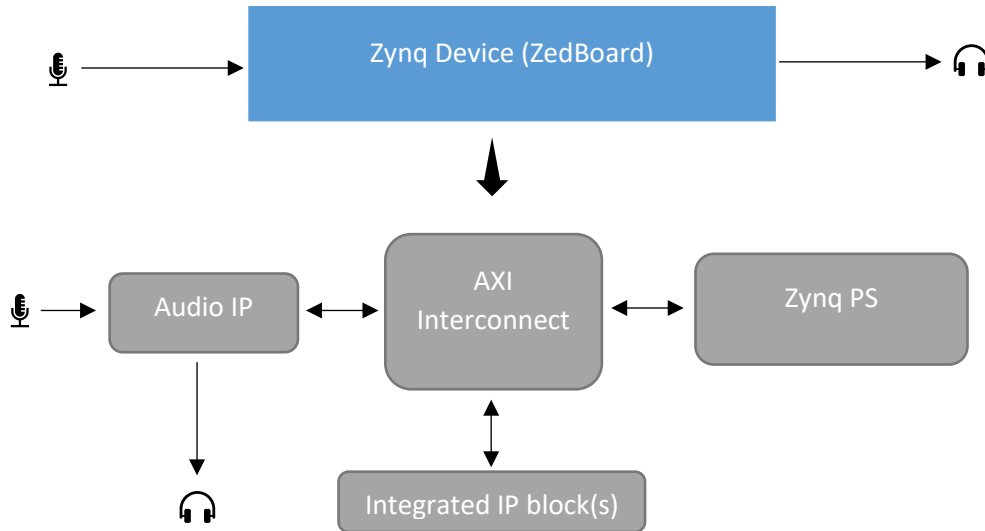 Zynq Device (ZedBoard)
Audio IP
AXI
Interconnect
Zynq PS
Integrated IP block(s)